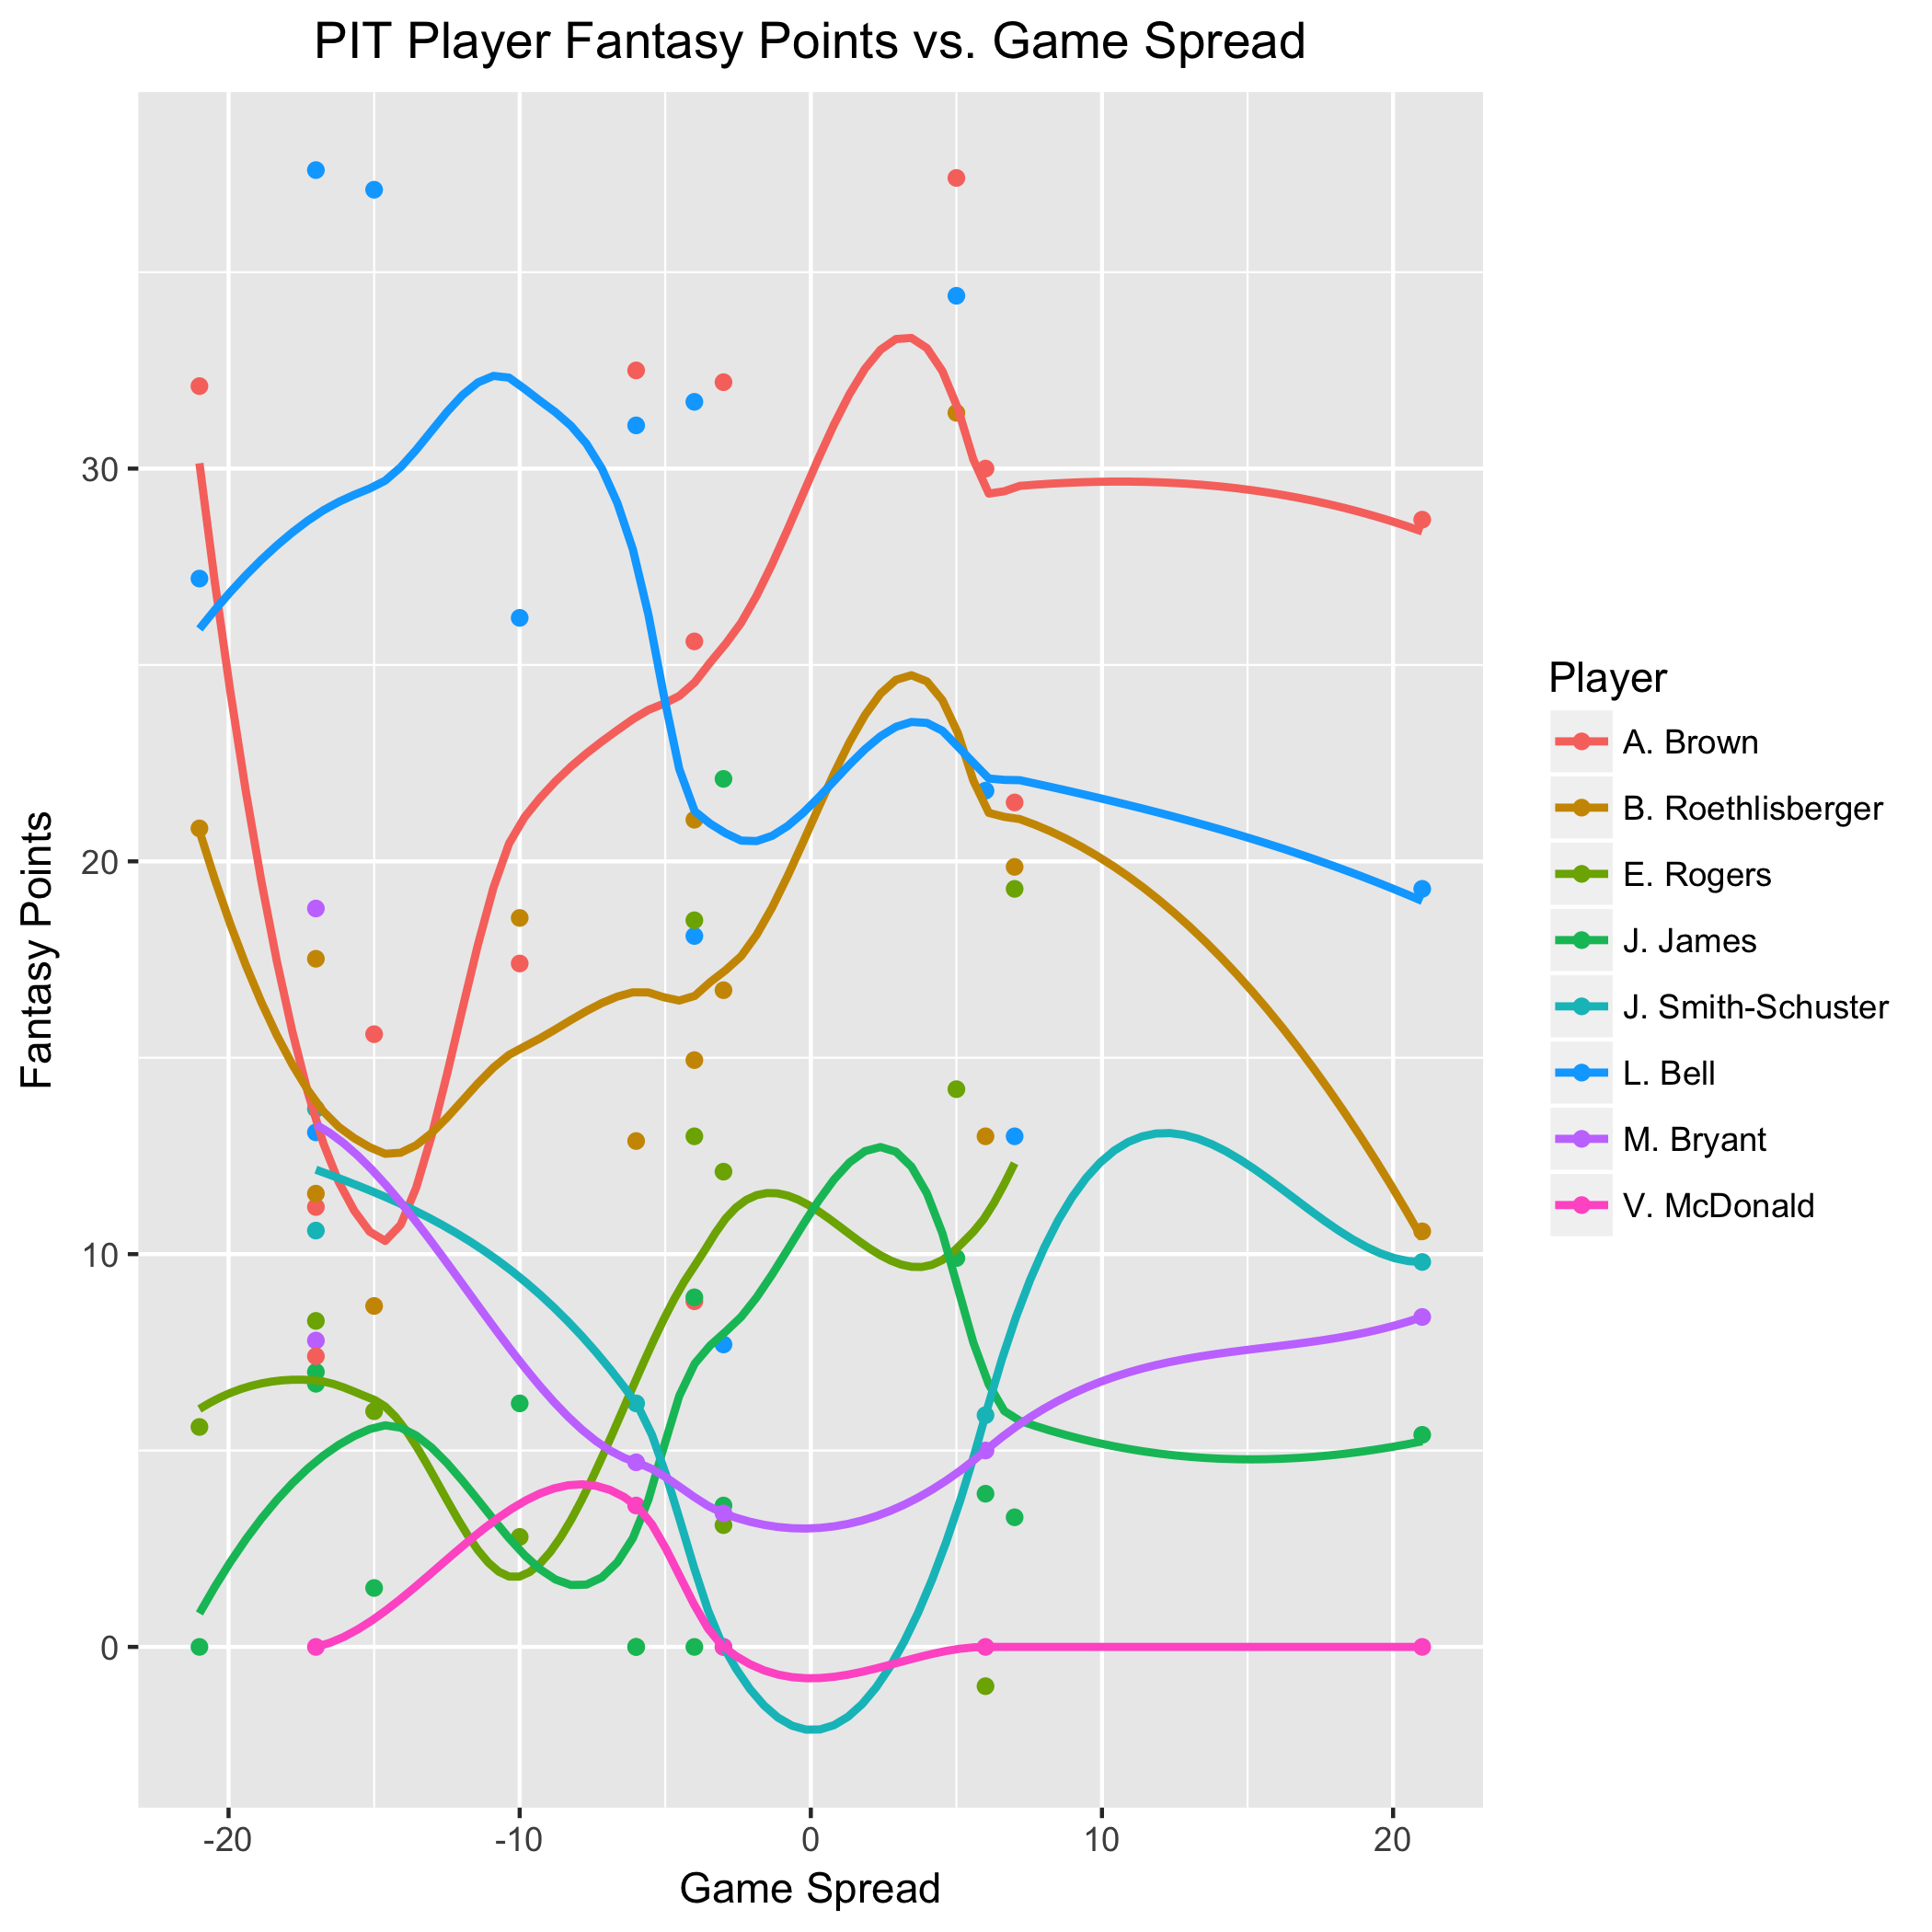 PIT Player Fantasy Points vs. Game Spread
Fantasy Points
30
20
10
0
-20
-10
0
10
20
Game Spread
Player
A. Brown
B. Roethlisberger
E. Rogers
J. James
J. Smith-Schuster
L. Bell
M. Bryant
V. McDonald